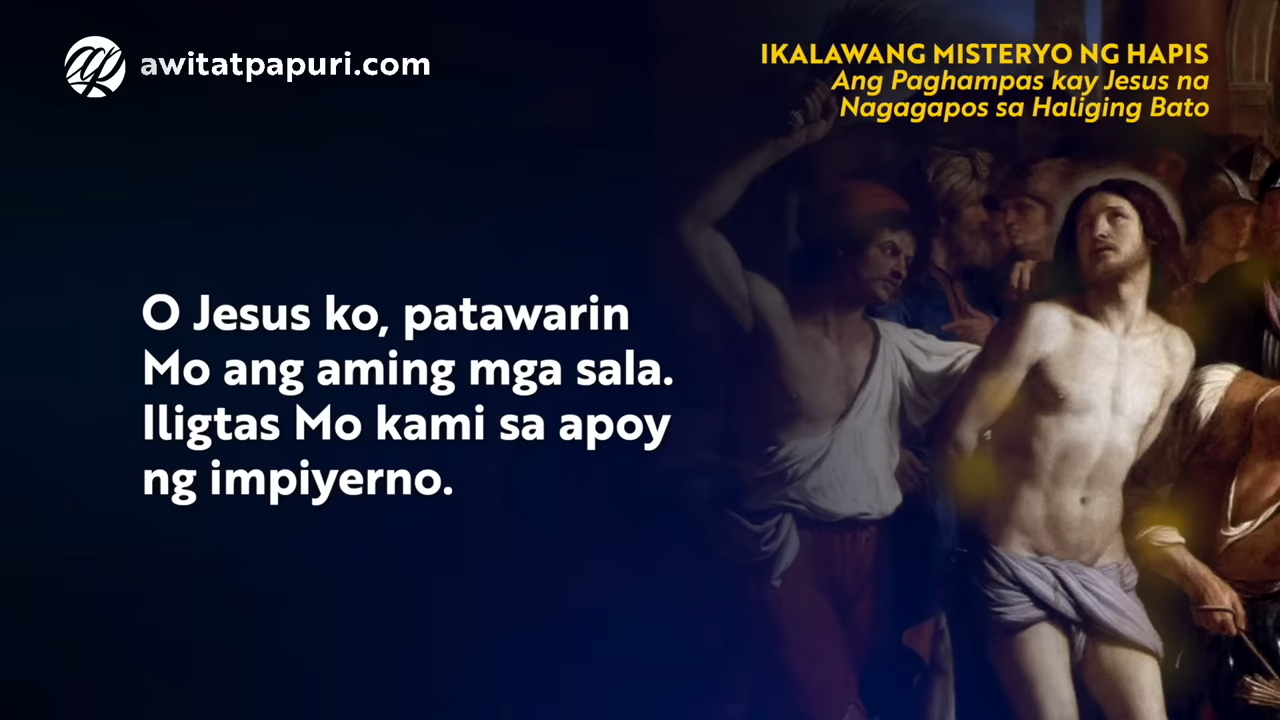 awitatpapuri.com
IKALAWANG MISTERYO NG HAPIS
Ang Paghampas kay Jesus na
Nagagapos sa Haliging Bato
O Jesus ko, patawarin
Mo ang aming mga sala.
Iligtas Mo kami sa apoy
ng impiyerno.